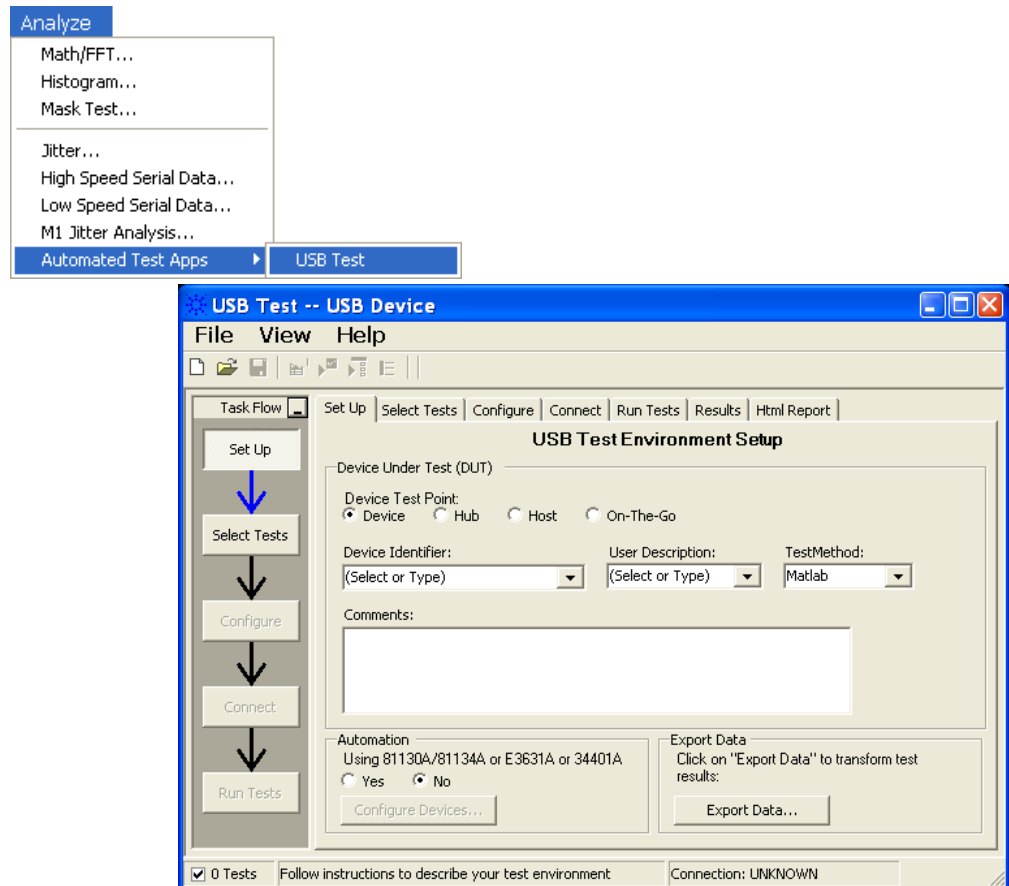 Analyze
Math/FFT...
Histogram...
Mask Test...
Jitter...
High Speed Serial Data...
Low Speed Serial Data...
M1 Jitter Analysis...
Automated Test Apps
USB Test
USB Test -- USB Device
File View Help
Task Flow
Set Up
Select Tests
Configure
Connect
Run Tests
Set Up Select Tests Configure Connect Run Tests Results Html Report
USB Test Environment Setup
Device Under Test (DUT)
Device Test Point:
Device Hub Host On-The-Go
Device Identifier: User Description: TestMethod:
(Select or Type) (Select or Type) Matlab
Comments:
Automation
Using 81130A/81134A or E3631A or 34401A
Yes No
Configure Devices...
Export Data
Click on "Export Data" to transform test
results:
Export Data...
0 Tests Follow instructions to describe your test environment Connection: UNKNOWN